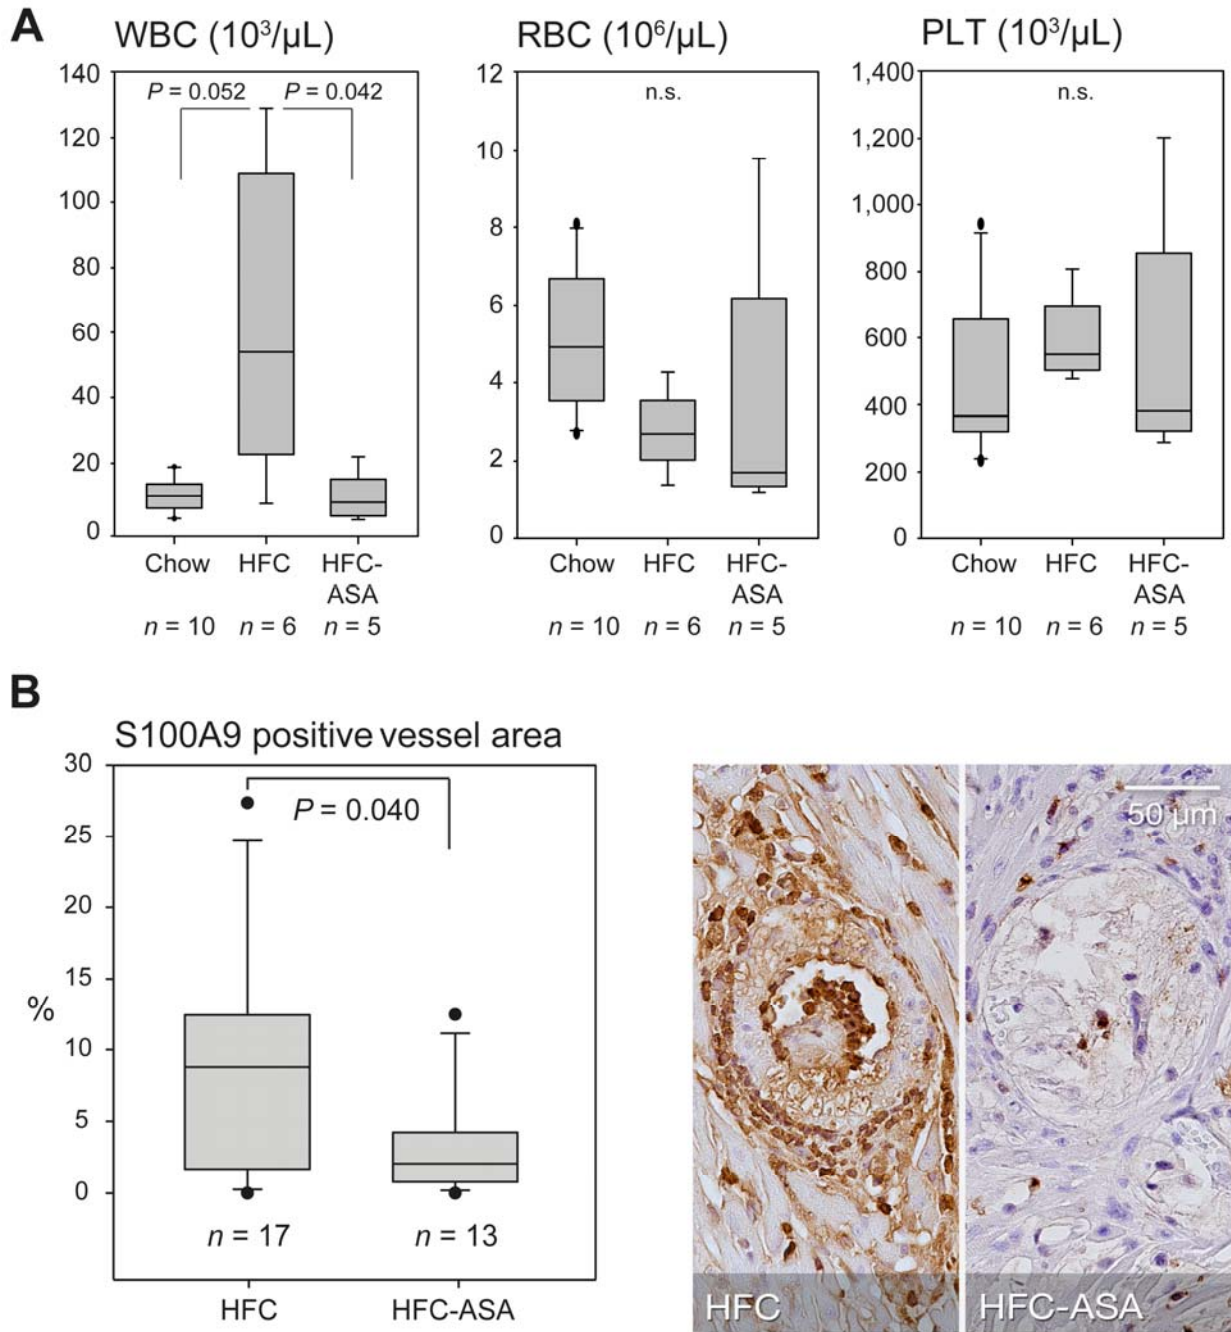 A
WBC (10³/µL)
140
120
100
80
60
40
20
0
P = 0.052
P = 0.042
Chow
HFC
HFC-
ASA
n = 10
n = 6
n = 5
RBC (10⁶/µL)
12
10
8
6
4
2
0
n.s.
Chow
HFC
HFC-
ASA
n = 10
n = 6
n = 5
PLT (10³/µL)
1,400
1,200
1,000
800
600
400
200
0
n.s.
Chow
HFC
HFC-
ASA
n = 10
n = 6
n = 5
B
S100A9 positive vessel area
30
25
20
15
%
10
5
0
P = 0.040
n = 17
n = 13
HFC
HFC-ASA
50 µm
HFC
HFC-ASA